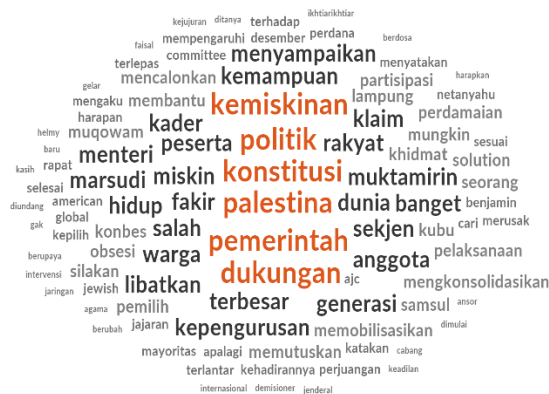 ikhtiarikhtiar
kejujuran ditanya terhadap
mempengaruhi desember perdana
faisal berdosa
committee menyampaikan
terlepas menyatakan
mencalonkan kemampuan partisipasi harapkan
gelar
mengaku membantu kemiskinan lampung netanyahu
harapan kader klaim perdamaian
helmy muqowam peserta politik rakyat mungkin sesuai
baru menteri khidmat solution
kasih rapat miskin konstitusi muktamirin
selesai marsudi seorang
diundang american hidup fakir palestina dunia banget benjamin
gak global salah sekjen kubu cari merusak
kepilih konbes
berupaya obsesi warga pemerintah anggota pelaksanaan
intervensi silakan dukungan ajc
jaringan jewish libatkan mengkonsolidasikan
agama pemilih terbesar generasi samsul ansor
berubah jajaran kepengurusan memobilisasikan dimulai
mayoritas apalagi memutuskan katakan cabang
terlantar kehadirannya perjuangan keadilan
internasional demisioner jenderal